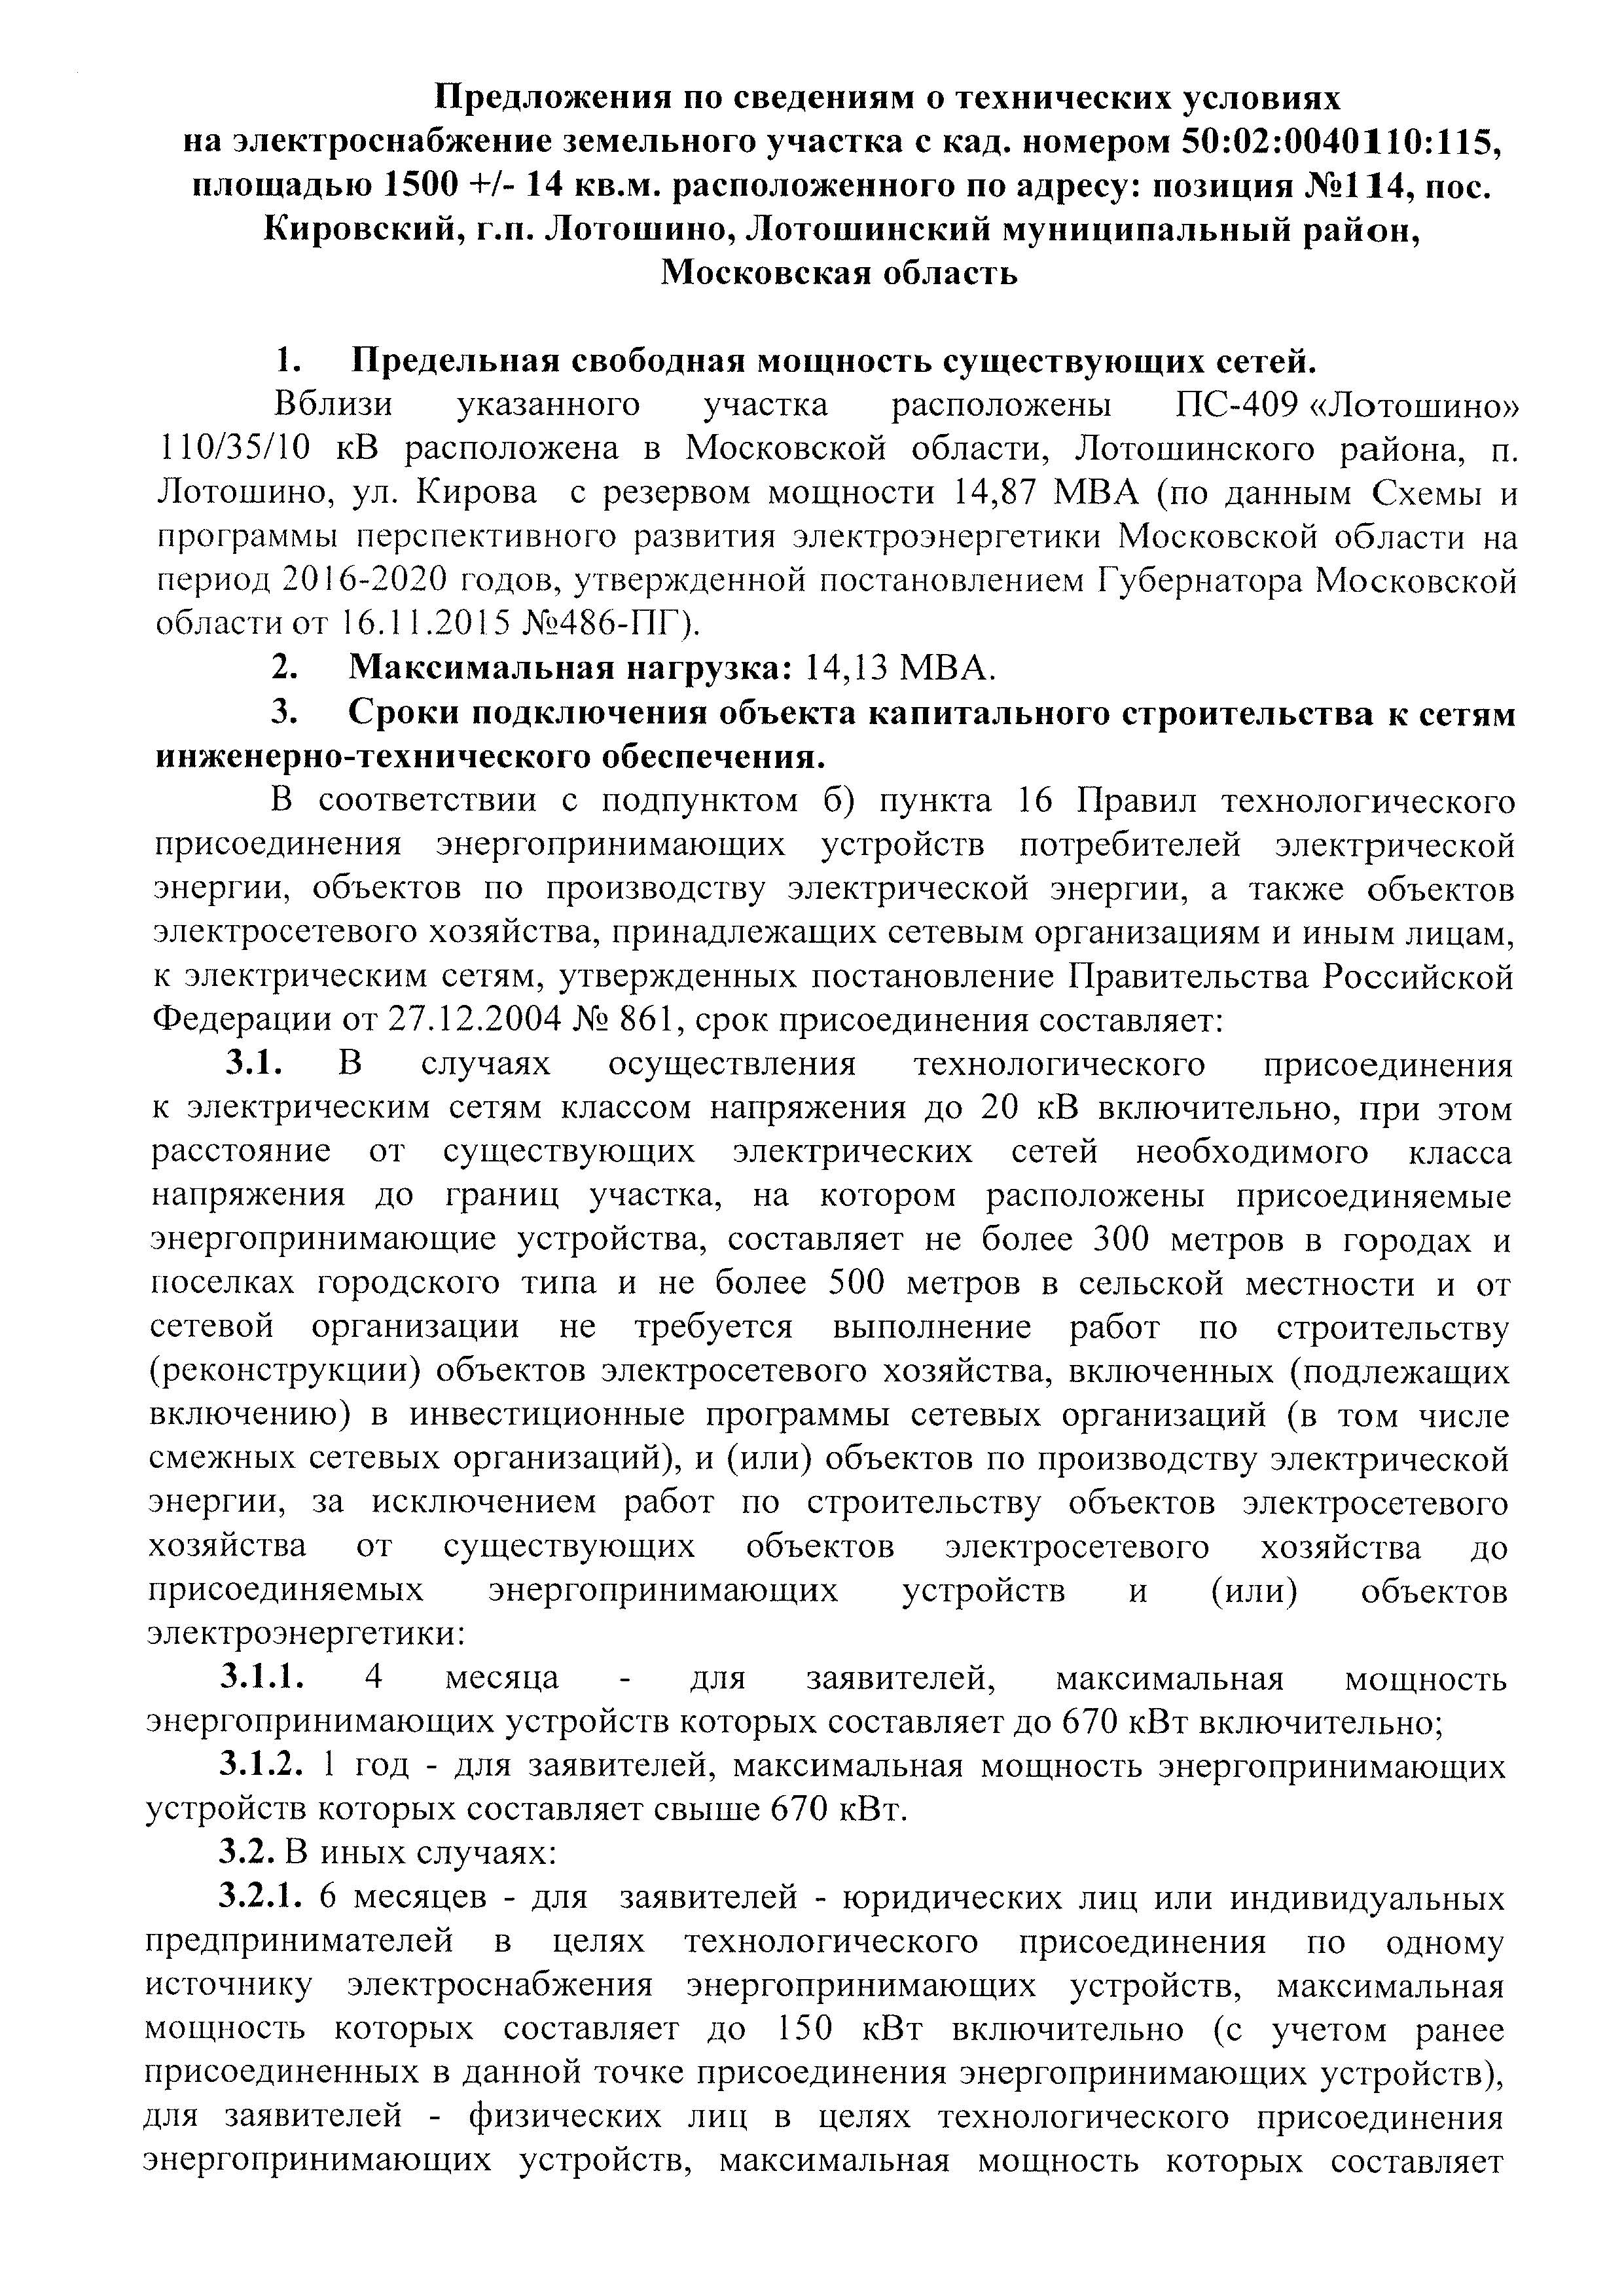 Предложения по сведениям о технических условиях
на электроснабжение земельного участка с кад. номером 50:02:0040110:115,
площадью 1500 +/- 14 кв.м. расположенного по адресу: позиция №114, пос.
Кировский, г.п. Лотошино, Лотошинский муниципальный район,
Московская область
1. Предельная свободная мощность существующих сетей.
Вблизи указанного участка расположены ПС-409 «Лотошино»
110/35/10 кВ расположена в Московской области, Лотошинского района, п.
Лотошино, ул. Кирова с резервом мощности 14,87 МВА (по данным Схемы и
программы перспективного развития электроэнергетики Московской области на
период 2016-2020 годов, утвержденной постановлением Губернатора Московской
области от 16.11.2015 №486-ПГ).
2. Максимальная нагрузка: 14,13 МВА.
3. Сроки подключения объекта капитального строительства к сетям
инженерно-технического обеспечения.
В соответствии с подпунктом б) пункта 16 Правил технологического
присоединения энергопринимающих устройств потребителей электрической
энергии, объектов по производству электрической энергии, а также объектов
электросетевого хозяйства, принадлежащих сетевым организациям и иным лицам,
к электрическим сетям, утвержденных постановление Правительства Российской
Федерации от 27.12.2004 № 861, срок присоединения составляет:
3.1. В случаях осуществления технологического присоединения
к электрическим сетям классом напряжения до 20 кВ включительно, при этом
расстояние от существующих электрических сетей необходимого класса
напряжения до границ участка, на котором расположены присоединяемые
энергопринимающие устройства, составляет не более 300 метров в городах и
поселках городского типа и не более 500 метров в сельской местности и от
сетевой организации не требуется выполнение работ по строительству
(реконструкции) объектов электросетевого хозяйства, включенных (подлежащих
включению) в инвестиционные программы сетевых организаций (в том числе
смежных сетевых организаций), и (или) объектов по производству электрической
энергии, за исключением работ по строительству объектов электросетевого
хозяйства от существующих объектов электросетевого хозяйства до
присоединяемых энергопринимающих устройств и (или) объектов
электроэнергетики:
3.1.1. 4 месяца - для заявителей, максимальная мощность
энергопринимающих устройств которых составляет до 670 кВт включительно;
3.1.2. 1 год - для заявителей, максимальная мощность энергопринимающих
устройств которых составляет свыше 670 кВт.
3.2. В иных случаях:
3.2.1. 6 месяцев - для заявителей - юридических лиц или индивидуальных
предпринимателей в целях технологического присоединения по одному
источнику электроснабжения энергопринимающих устройств, максимальная
мощность которых составляет до 150 кВт включительно (с учетом ранее
присоединенных в данной точке присоединения энергопринимающих устройств),
для заявителей - физических лиц в целях технологического присоединения
энергопринимающих устройств, максимальная мощность которых составляет